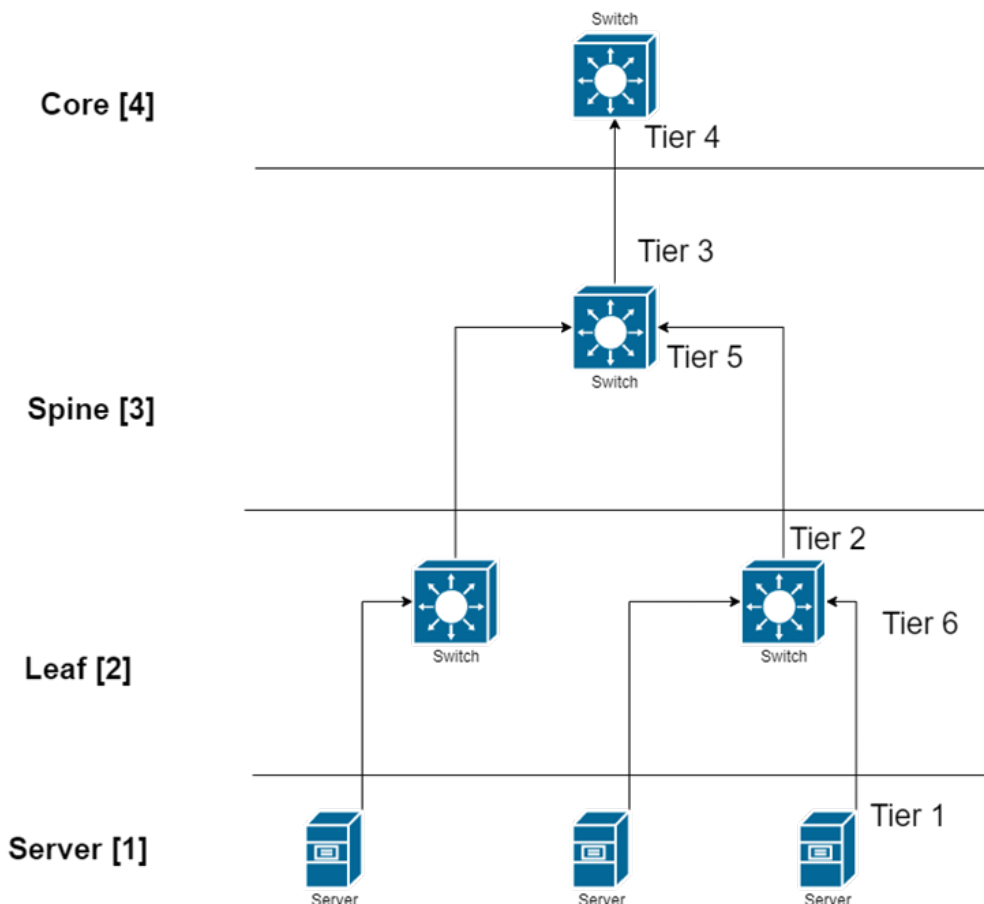 Switch
Core [4]
Tier 4
Tier 3
Tier 5
Switch
Spine [3]
Tier 2
Tier 6
Switch
Switch
Leaf [2]
Tier 1
Server [1]
Server
Server
Server